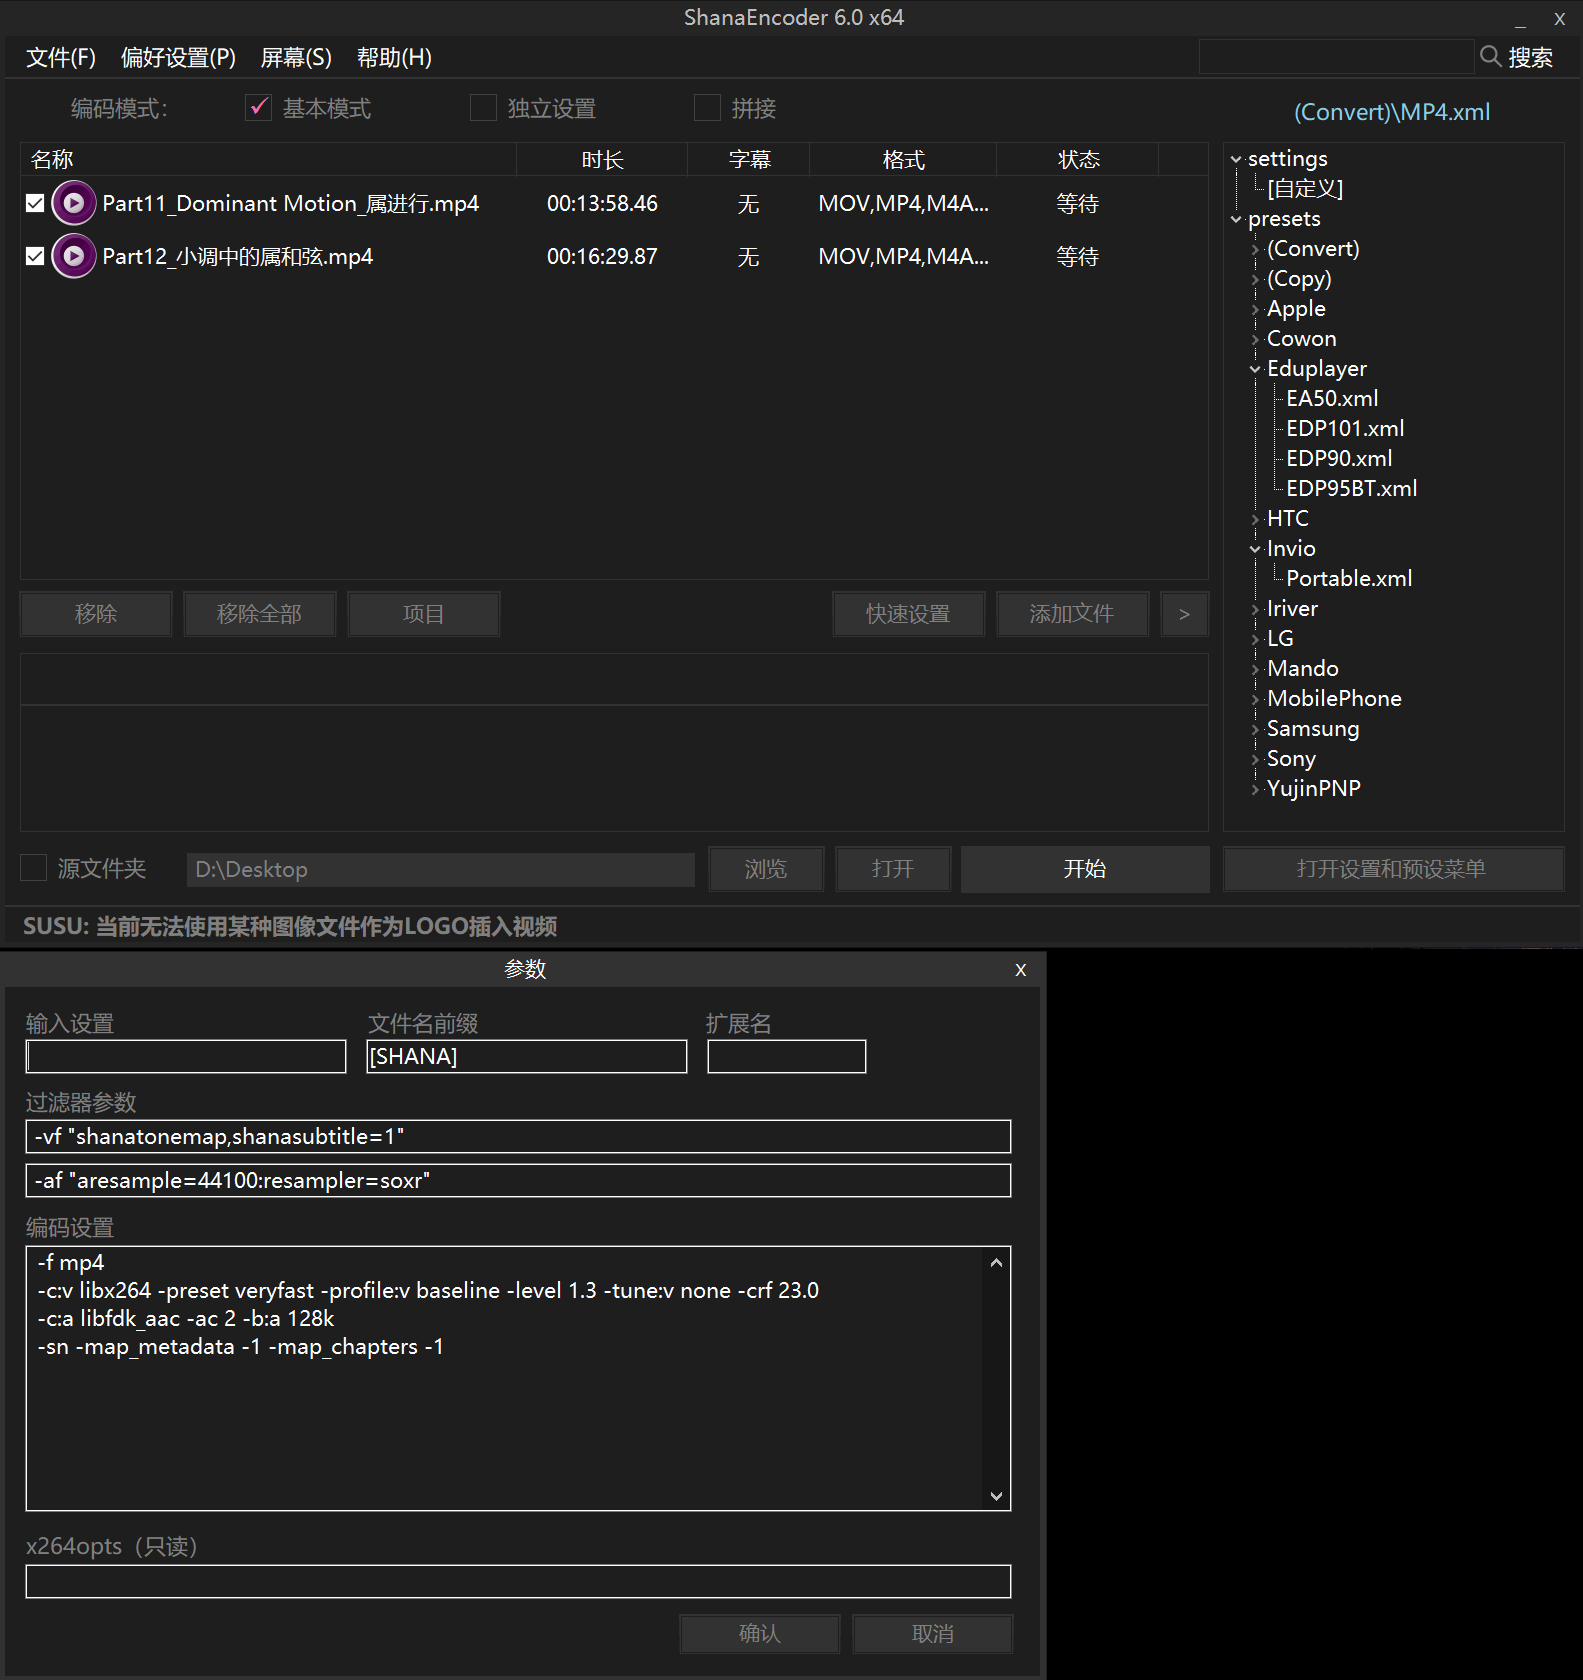 ShanaEncoder 6.0 x64
_ x
文件(F) 偏好设置(P) 屏幕(S) 帮助(H) 搜索
编码模式: 基本模式 独立设置 拼接
(Convert)\MP4.xml
名称 时长 字幕 格式 状态
Part11_Dominant Motion_属进行.mp4 00:13:58.46 无 MOV,MP4,M4A... 等待
Part12_小调中的属和弦.mp4 00:16:29.87 无 MOV,MP4,M4A... 等待
settings
[自定义]
presets
(Convert)
(Copy)
Apple
Cowon
Eduplayer
EA50.xml
EDP101.xml
EDP90.xml
EDP95BT.xml
HTC
Invio
Portable.xml
Iriver
LG
Mando
MobilePhone
Samsung
Sony
YujinPNP
移除 移除全部 项目 快速设置 添加文件 >
源文件夹 D:\Desktop 浏览 打开 开始 打开设置和预设菜单
SUSU: 当前无法使用某种图像文件作为LOGO插入视频
参数 x
输入设置 文件名前缀 扩展名
[SHANA]
过滤器参数
-vf "shanatonemap,shanasubtitle=1"
-af "aresample=44100:resampler=soxr"
编码设置
-f mp4
-c:v libx264 -preset veryfast -profile:v baseline -level 1.3 -tune:v none -crf 23.0
-c:a libfdk_aac -ac 2 -b:a 128k
-sn -map_metadata -1 -map_chapters -1
x264opts（只读）
确认 取消